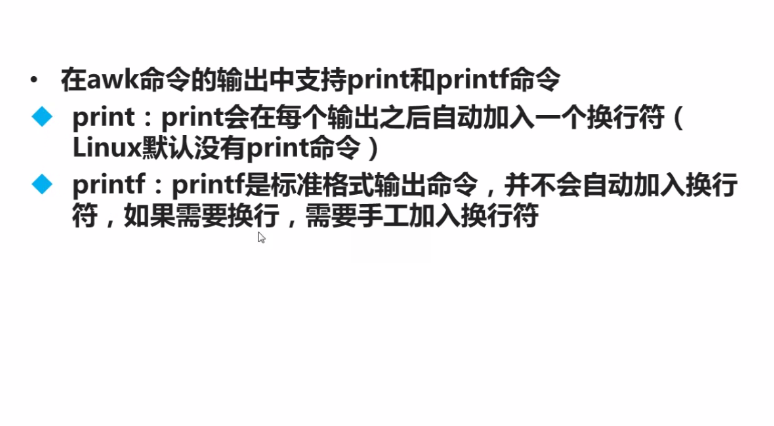 • 在awk命令的输出中支持print和printf命令
◆ print：print会在每个输出之后自动加入一个换行符（
Linux默认没有print命令）
◆ printf：printf是标准格式输出命令，并不会自动加入换行
符，如果需要换行，需要手工加入换行符